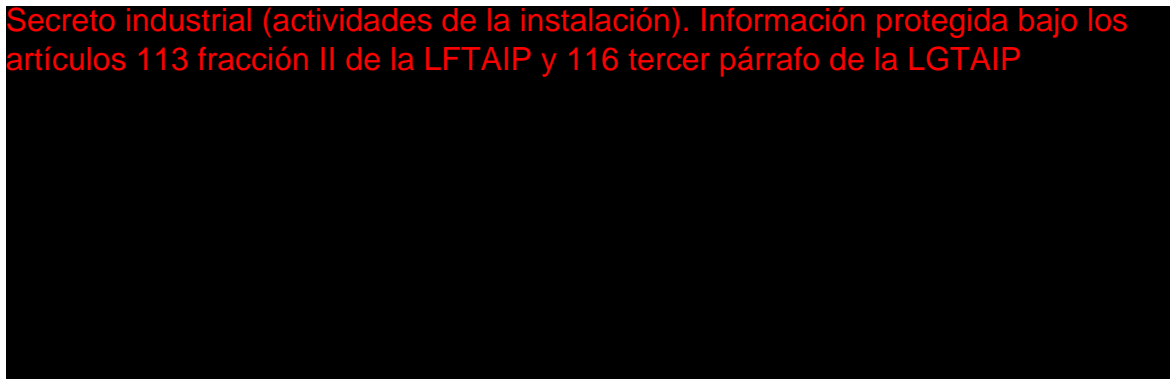 Secreto industrial (actividades de la instalación). Información protegida bajo los
artículos 113 fracción II de la LFTAIP y 116 tercer párrafo de la LGTAIP